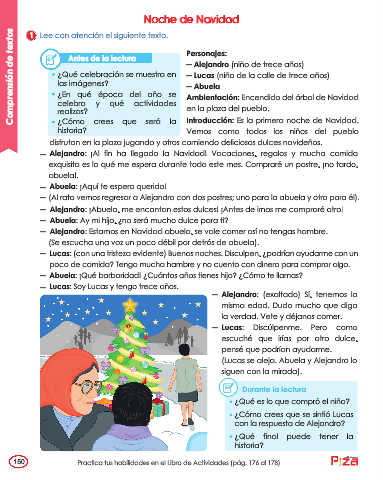 Noche de Navidad
Comprensión de textos
1 Lee con atención el siguiente texto.
Antes de la lectura
• ¿Qué celebración se muestra en
las imágenes?
• ¿En qué época del año se
celebra y qué actividades
realizas?
• ¿Cómo crees que será la
historia?
Personajes:
— Alejandro (niño de trece años)
— Lucas (niño de la calle de trece años)
— Abuela
Ambientación: Encendido del árbol de Navidad
en la plaza del pueblo.
Introducción: Es la primera noche de Navidad.
Vemos como todos los niños del pueblo
disfrutan en la plaza jugando y otros comiendo deliciosos dulces navideños.
— Alejandro: ¡Al fin ha llegado la Navidad! Vacaciones, regalos y mucha comida
exquisita es lo qué me espera durante todo este mes. Compraré un postre, ¡no tardo,
abuela!
— Abuela: ¡Aquí te espero querido!
— (Al rato vemos regresar a Alejandro con dos postres; uno para la abuela y otro para él).
— Alejandro: ¡Abuela, me encantan estos dulces! ¡Antes de irnos me compraré otro!
— Abuela: Ay mi hijo, ¿no será mucho dulce para ti?
— Alejandro: Estamos en Navidad abuela, se vale comer así no tengas hambre.
(Se escucha una voz un poco débil por detrás de abuela).
— Lucas: (con una tristeza evidente) Buenas noches. Disculpen, ¿podrían ayudarme con un
poco de comida? Tengo mucho hambre y no cuento con dinero para comprar algo.
— Abuela: ¡Qué barbaridad! ¿Cuántos años tienes hijo? ¿Cómo te llamas?
— Lucas: Soy Lucas y tengo trece años.
— Alejandro: (exaltado) Sí, tenemos la
misma edad. Dudo mucho que diga
la verdad. Vete y déjanos comer.
— Lucas: Discúlpenme. Pero como
escuché que irías por otro dulce,
pensé que podrían ayudarme.
(Lucas se aleja. Abuela y Alejandro lo
siguen con la mirada).
Durante la lectura
• ¿Qué es lo que compró el niño?
• ¿Cómo crees que se sintió Lucas
con la respuesta de Alejandro?
• ¿Qué final puede tener la
historia?
150
Practica tus habilidades en el Libro de Actividades (pág. 176 al 178)